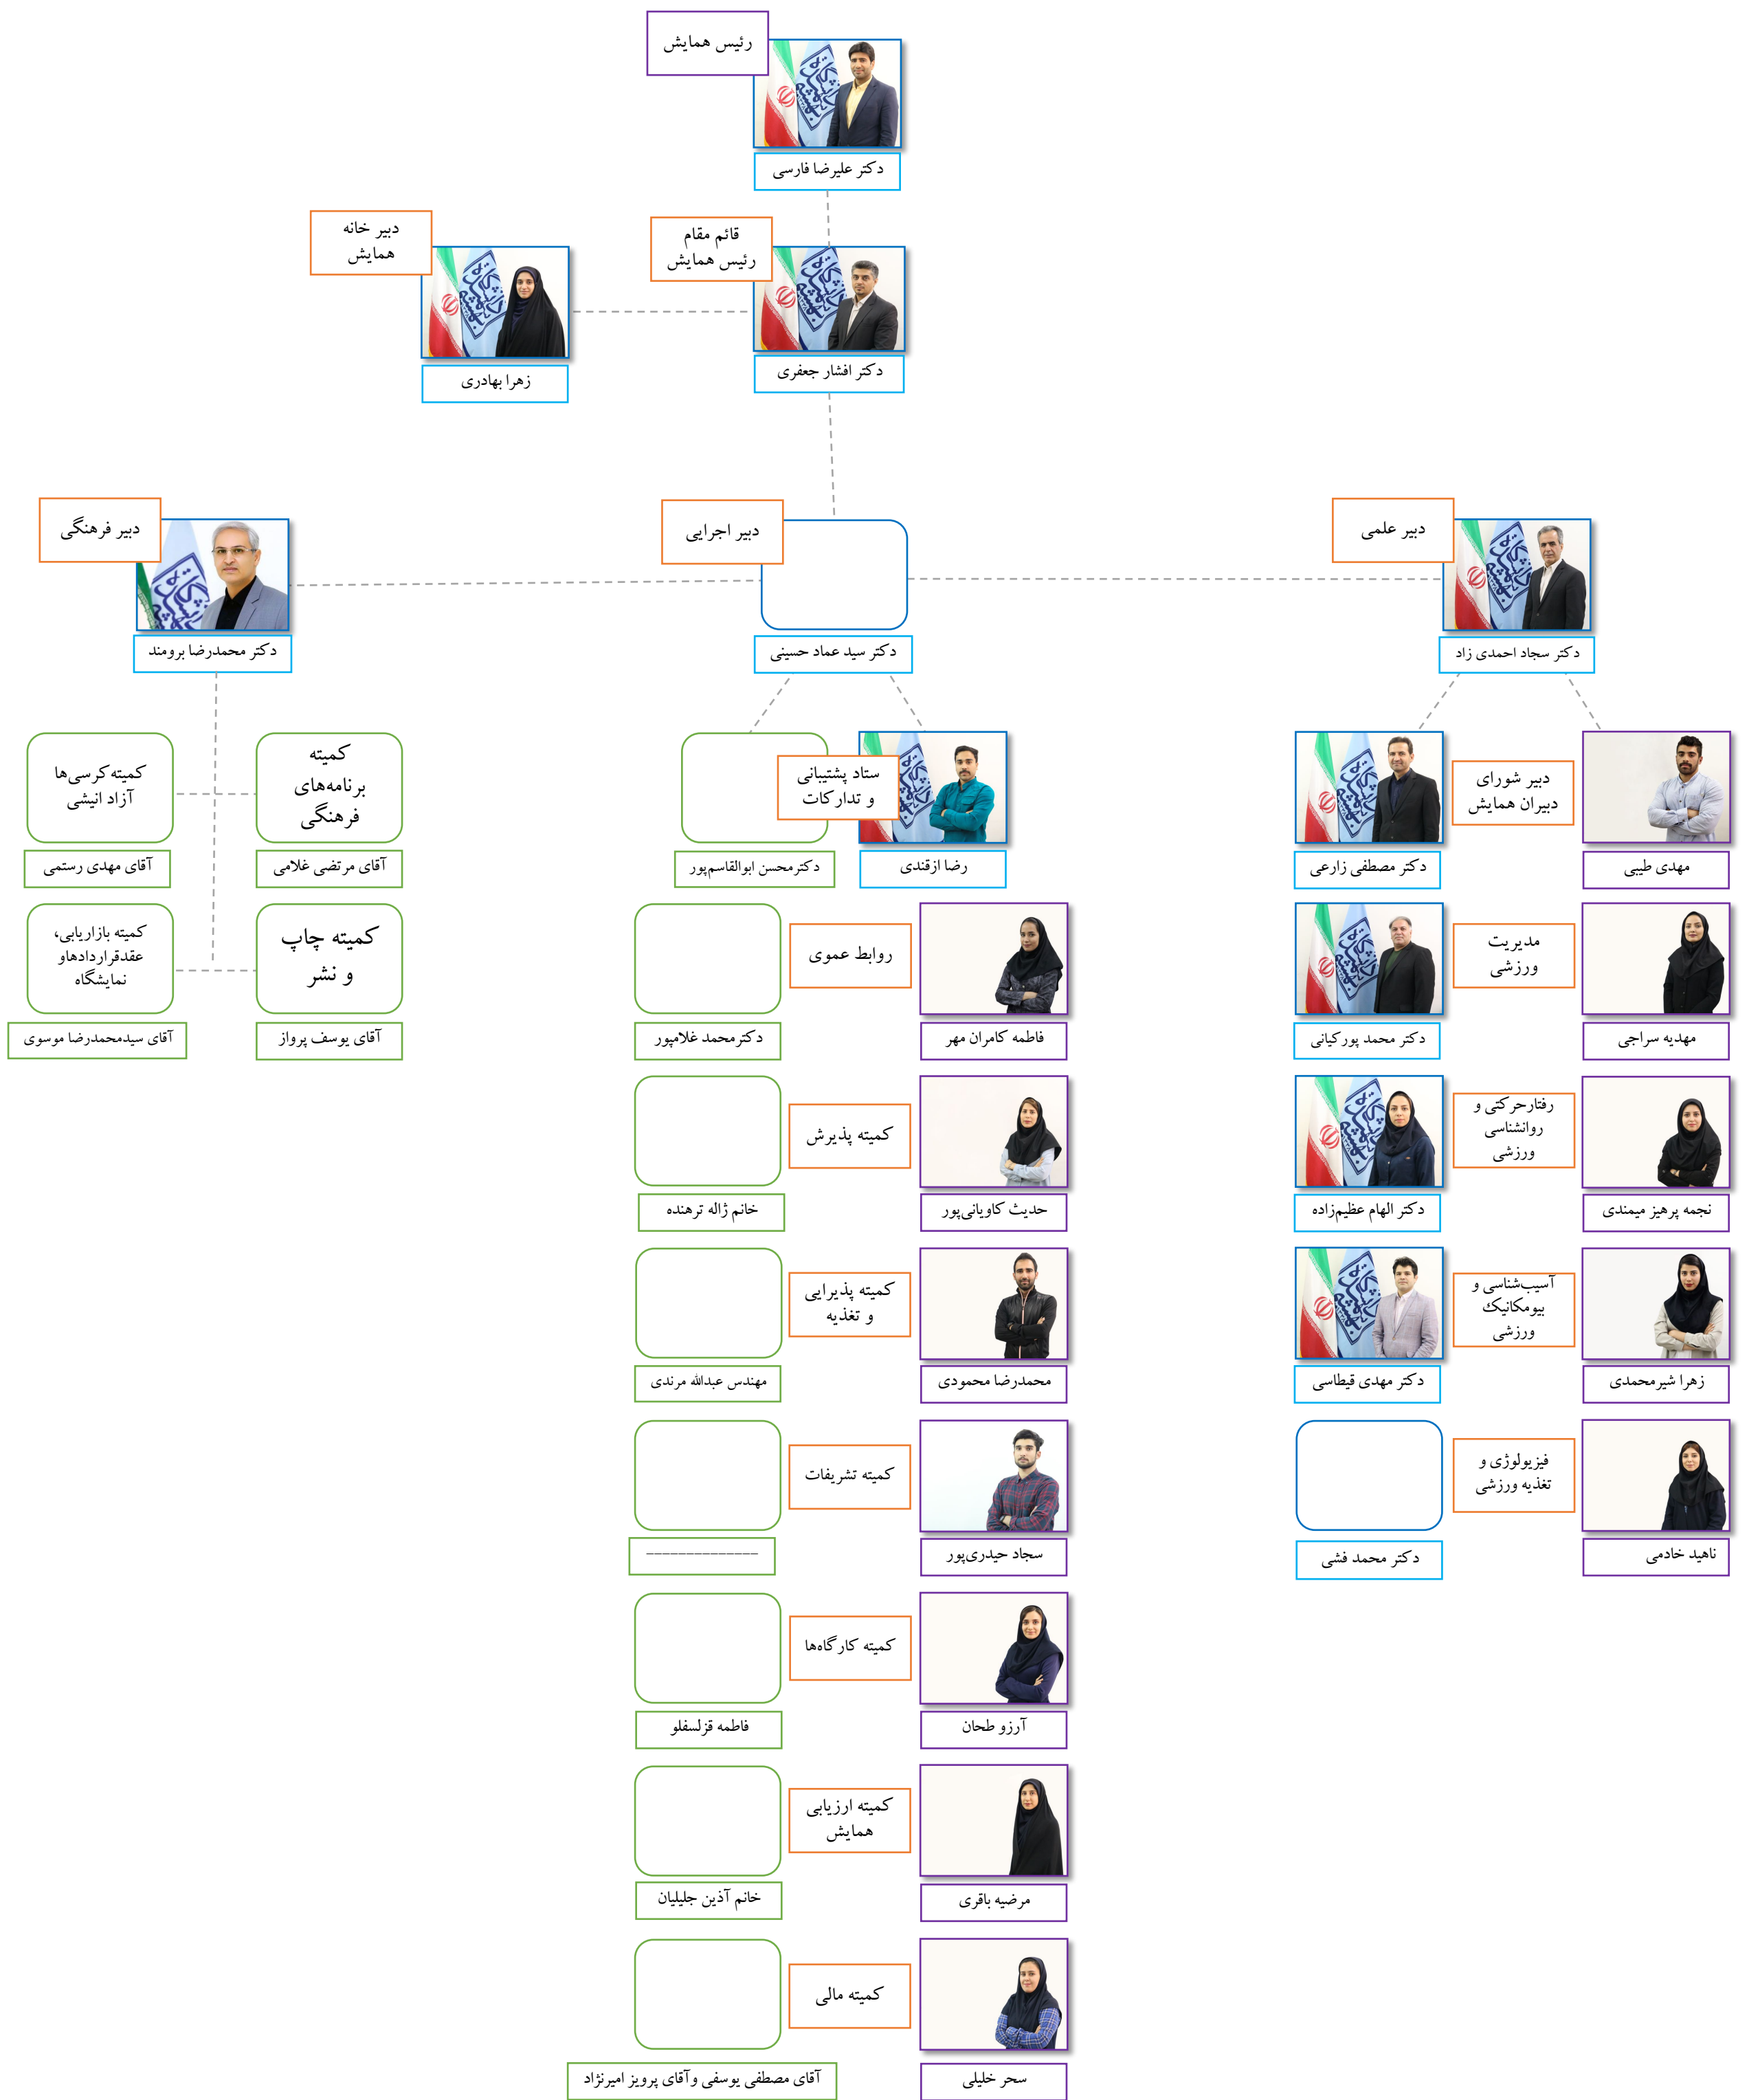 رئیس همایش
دکتر علیرضا فارسی
قائم مقام
رئیس همایش
دکتر افشار جعفری
دبیر خانه
همایش
زهرا بهادری
دبیر علمی
دکتر سجاد احمدی زاد
دبیر اجرایی
دکتر سید عماد حسینی
دبیر فرهنگی
دکتر محمدرضا برومند
مهدی طیبی
دبیر شورای
دبیران همایش
دکتر مصطفی زارعی
مهدیه سراجی
مدیریت
ورزشی
دکتر محمد پورکیانی
نجمه پرهیز میمندی
رفتارحرکتی و
روانشناسی
ورزشی
دکتر الهام عظیم‌زاده
زهرا شیرمحمدی
آسیب‌شناسی و
بیومکانیک
ورزشی
دکتر مهدی قیطاسی
ناهید خادمی
فیزیولوژی و
تغذیه ورزشی
دکتر محمد فشی
رضا ازقندی
ستاد پشتیبانی
و تدارکات
دکترمحسن ابوالقاسم‌پور
فاطمه کامران مهر
روابط عموی
دکترمحمد غلامپور
حدیث کاویانی‌پور
کمیته پذیرش
خانم ژاله ترهنده
محمدرضا محمودی
کمیته پذیرایی
و تغذیه
مهندس عبدالله مرندی
سجاد حیدری‌پور
کمیته تشریفات
--------------
آرزو طحان
کمیته کارگاه‌ها
فاطمه قزلسفلو
مرضیه باقری
کمیته ارزیابی
همایش
خانم آذین جلیلیان
سحر خلیلی
کمیته مالی
آقای مصطفی یوسفی وآقای پرویز امیرنژاد
کمیته
برنامه‌های
فرهنگی
آقای مرتضی غلامی
کمیته کرسی‌ها
آزاد انیشی
آقای مهدی رستمی
کمیته چاپ
و نشر
آقای یوسف پرواز
کمیته بازاریابی،
عقدقراردادهاو
نمایشگاه
آقای سیدمحمدرضا موسوی